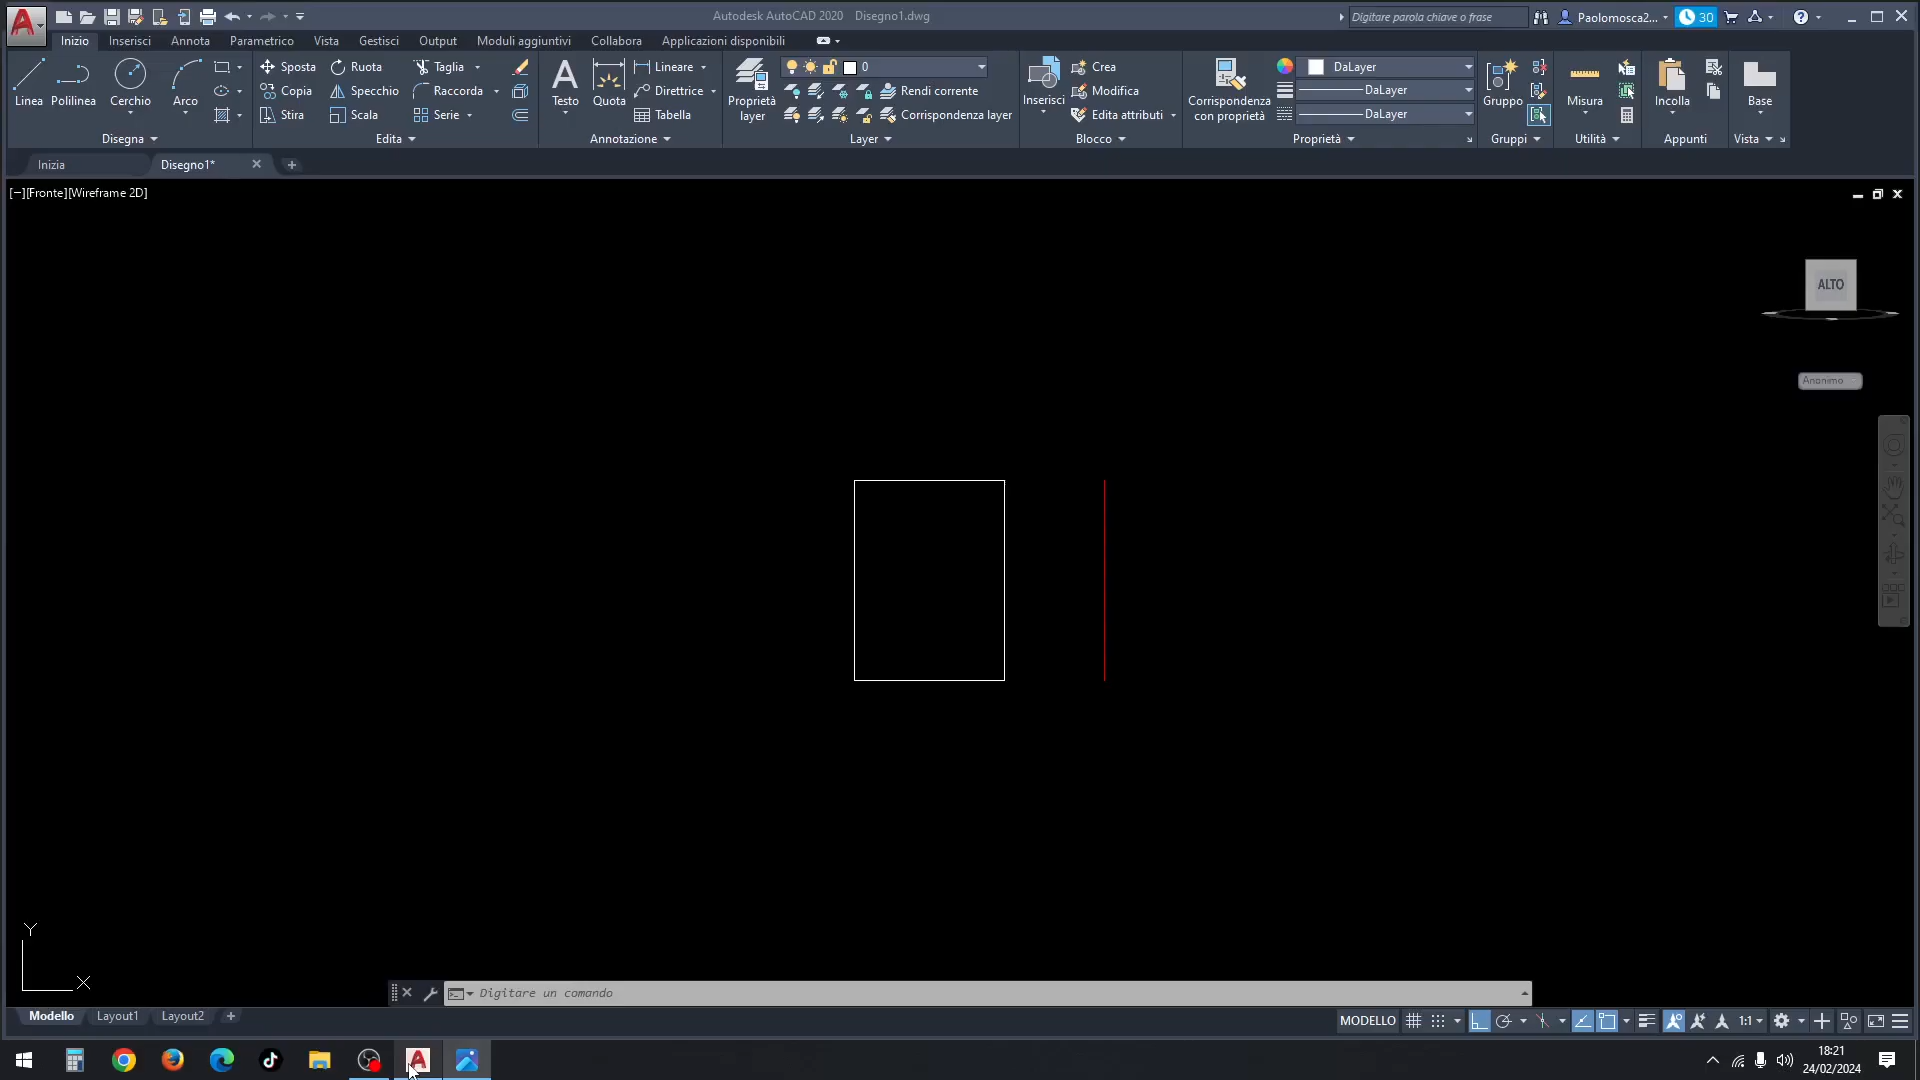 Autodesk AutoCAD 2020 Disegno1.dwg
Digitare parola chiave o frase
Paolomosca2...
30
Inizio Inserisci Annota Parametrico Vista Gestisci Output Moduli aggiuntivi Collabora Applicazioni disponibili
Linea Polilinea Cerchio Arco
Sposta Ruota Taglia
Copia Specchio Raccorda
Stira Scala Serie
Testo Quota
Lineare
Direttrice
Tabella
Proprietà
layer
0
Rendi corrente
Corrispondenza layer
Inserisci
Crea
Modifica
Edita attributi
Corrispondenza
con proprietà
DaLayer
DaLayer
DaLayer
Gruppo
Misura
Incolla
Base
Disegna Edita Annotazione Layer Blocco Proprietà Gruppi Utilità Appunti Vista
Inizia Disegno1*
[−][Fronte][Wireframe 2D]
ALTO
Anonimo
Y
X
Digitare un comando
Modello Layout1 Layout2
MODELLO
1:1
18:21
24/02/2024